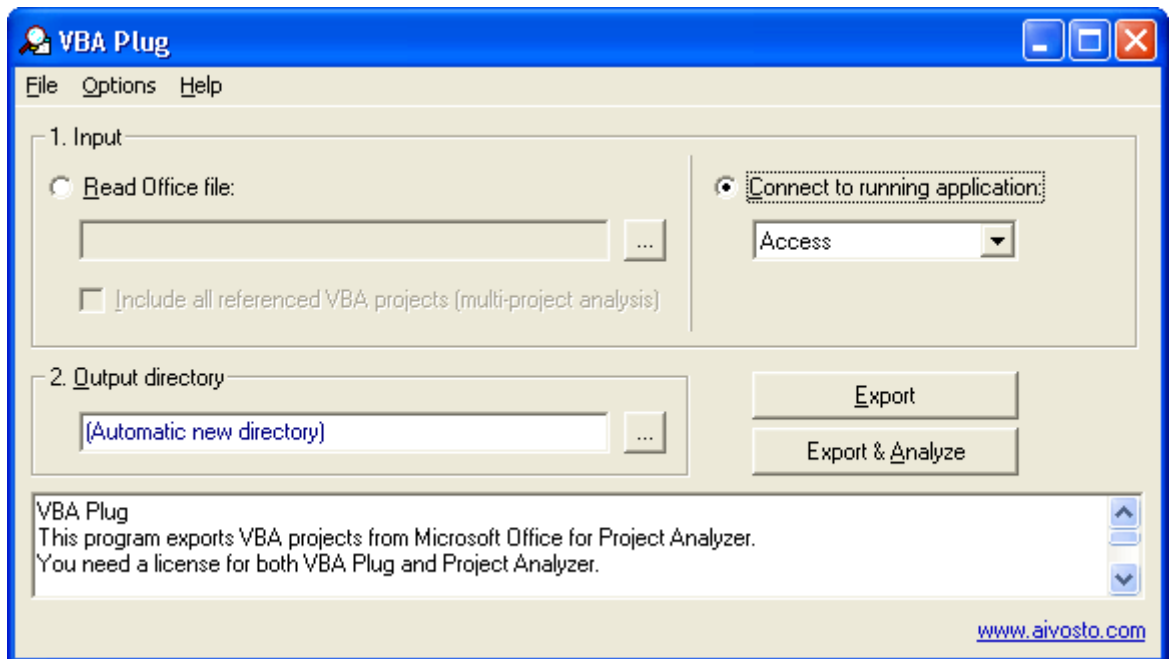 VBA Plug
File Options Help
1. Input
Read Office file:
Connect to running application:
...
Access
Include all referenced VBA projects (multi-project analysis)
2. Output directory
(Automatic new directory)
...
Export
Export & Analyze
VBA Plug
This program exports VBA projects from Microsoft Office for Project Analyzer.
You need a license for both VBA Plug and Project Analyzer.
www.aivosto.com